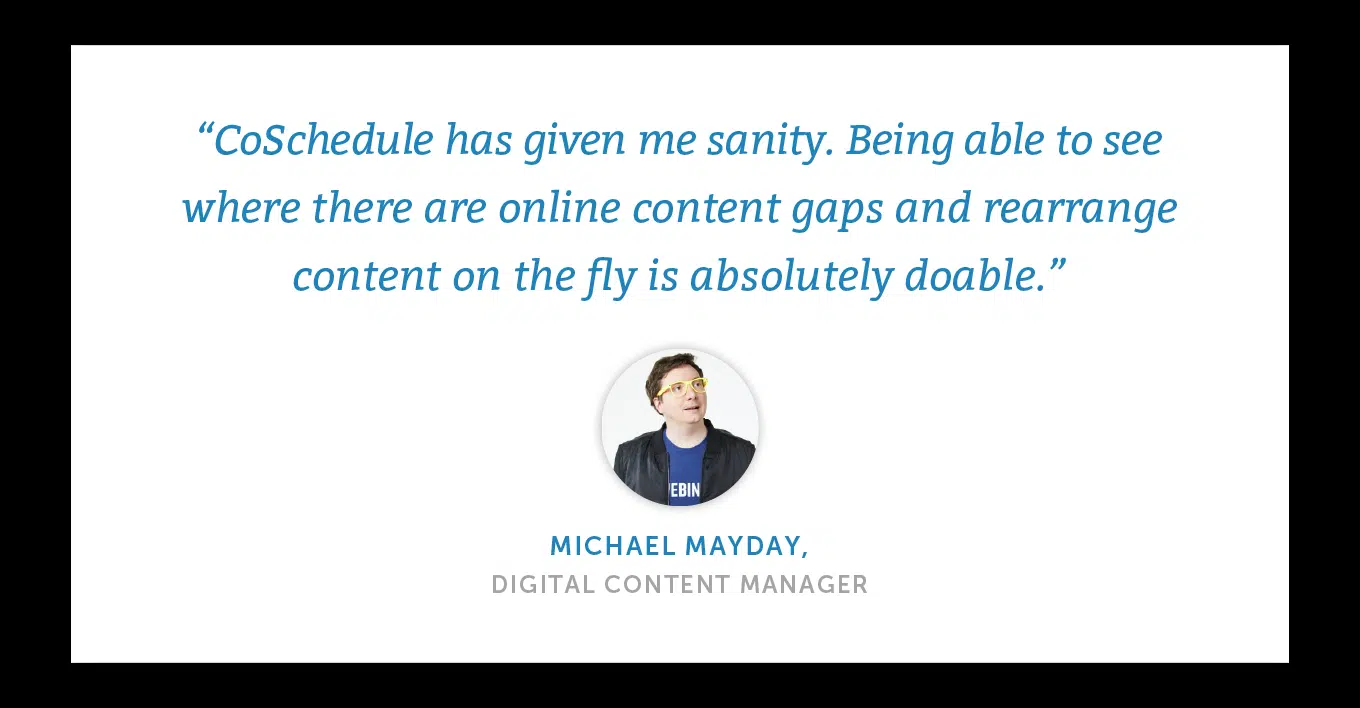 “CoSchedule has given me sanity. Being able to see
where there are online content gaps and rearrange
content on the fly is absolutely doable.”
EBIN
MICHAEL MAYDAY,
DIGITAL CONTENT MANAGER